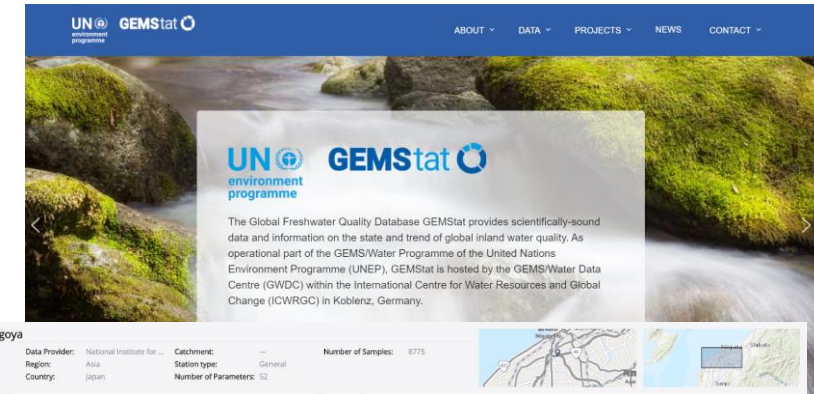 UN environment programme GEMStat
ABOUT DATA PROJECTS NEWS CONTACT
UN environment programme GEMStat
The Global Freshwater Quality Database GEMStat provides scientifically-sound
data and information on the state and trend of global inland water quality. As
operational part of the GEMS/Water Programme of the United Nations
Environment Programme (UNEP), GEMStat is hosted by the GEMS/Water Data
Centre (GWDC) within the International Centre for Water Resources and Global
Change (ICWRGC) in Koblenz, Germany.
goya
Data Provider: National Institute for ... Catchment: --- Number of Samples: 8775
Region: Asia Station type: General
Country: Japan Number of Parameters: 52
Niigata Shibata
Sanjo